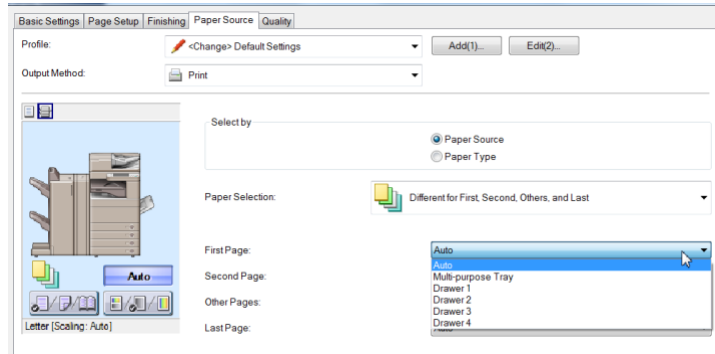 Basic Settings Page Setup Finishing Paper Source Quality
Profile: <Change> Default Settings Add(1)... Edit(2)...
Output Method: Print
Select by
Paper Source
Paper Type
Paper Selection: Different for First, Second, Others, and Last
First Page: Auto
Auto
Auto
Second Page: Multi-purpose Tray
Drawer 1
Drawer 2
Other Pages: Drawer 3
Drawer 4
Letter [Scaling: Auto] Last Page: